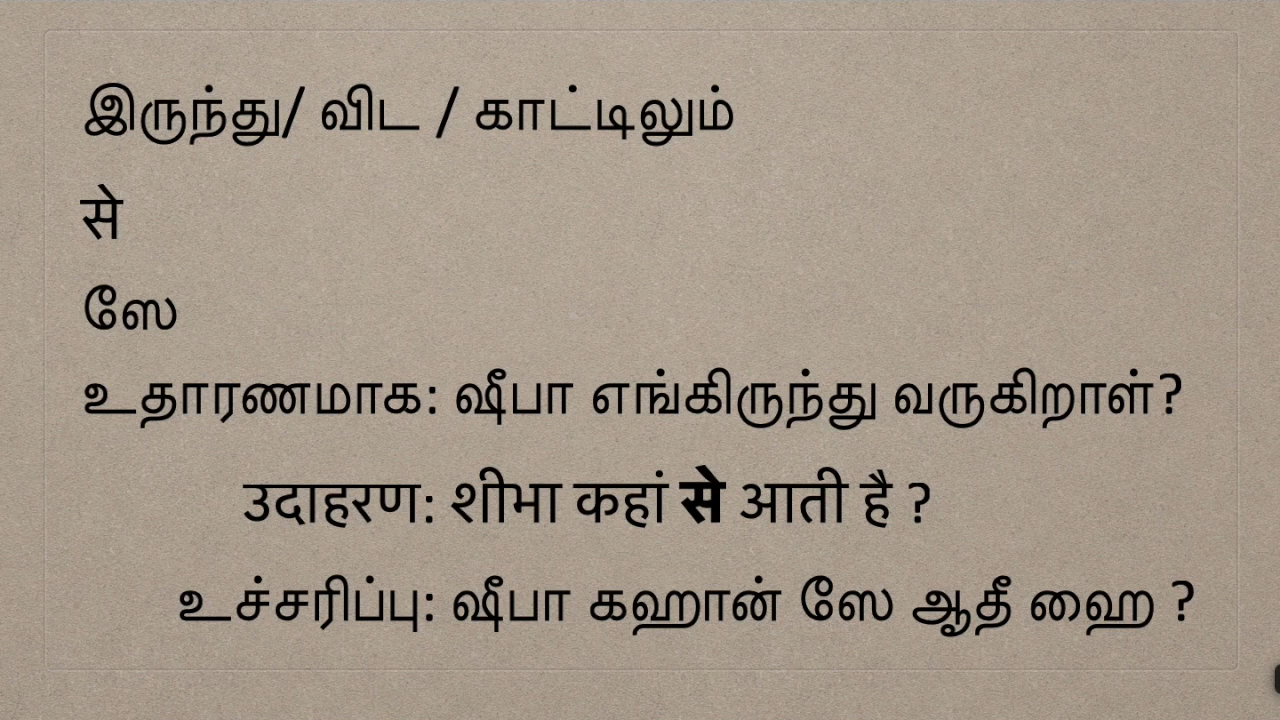 இருந்து/ விட / காட்டிலும்
से
ஸே
உதாரணமாக: ஷீபா எங்கிருந்து வருகிறாள்?
उदाहरण: शीभा कहां से आती है ?
உச்சரிப்பு: ஷீபா கஹான் ஸே ஆதீ ஹை ?